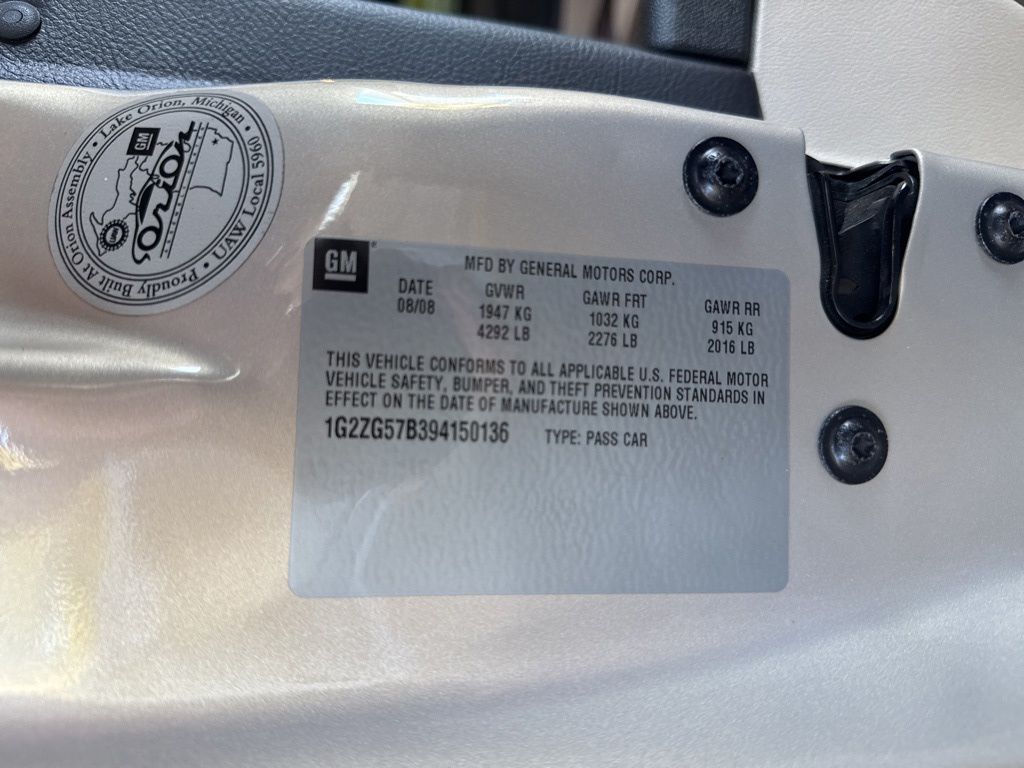 Proudly Built At Orion Assembly • Lake Orion, Michigan • UAW Local 5960 •
GM
Orion
GM
MFD BY GENERAL MOTORS CORP.
DATE GVWR GAWR FRT GAWR RR
08/08 1947 KG 1032 KG 915 KG
4292 LB 2276 LB 2016 LB
THIS VEHICLE CONFORMS TO ALL APPLICABLE U.S. FEDERAL MOTOR
VEHICLE SAFETY, BUMPER, AND THEFT PREVENTION STANDARDS IN
EFFECT ON THE DATE OF MANUFACTURE SHOWN ABOVE.
1G2ZG57B394150136 TYPE: PASS CAR